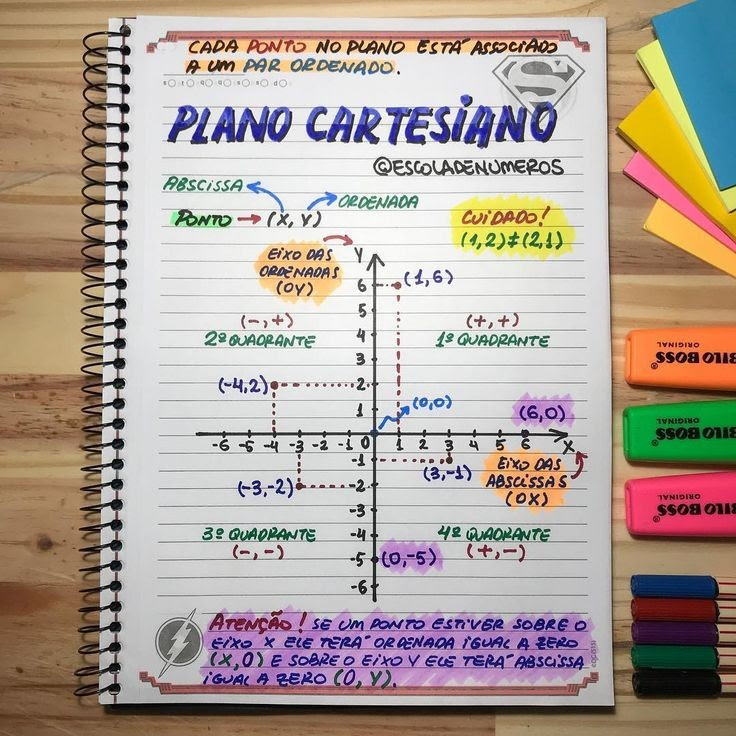 CADA PONTO NO PLANO ESTÁ ASSOCIADO
A UM PAR ORDENADO.
PLANO CARTESIANO
@ESCOLADENUMEROS
ABSCISSA
ORDENADA
PONTO → (X, Y)
CUIDADO!
(1,2) ≠ (2,1)
EIXO DAS
ORDENADAS
(OY)
Y
6
(1,6)
5
(-,+)
(+,+)
2º QUADRANTE
4
1º QUADRANTE
3
(-4,2)
2
1
(0,0)
(6,0)
-6 -5 -4 -3 -2 -1 0 1 2 3 4 5 6 X
-1
(3,-1)
EIXO DAS
ABSCISSAS
(OX)
(-3,-2)
-2
-3
3º QUADRANTE
-4
4º QUADRANTE
(-,-)
(+,-)
-5
(0,-5)
-6
ATENÇÃO! SE UM PONTO ESTIVER SOBRE O
EIXO X ELE TERÁ ORDENADA IGUAL A ZERO
(X,0) E SOBRE O EIXO Y ELE TERÁ ABSCISSA
IGUAL A ZERO (0, Y).
BOSS
ORIGINAL
BOSS
ORIGINAL
BOSS
ORIGINAL